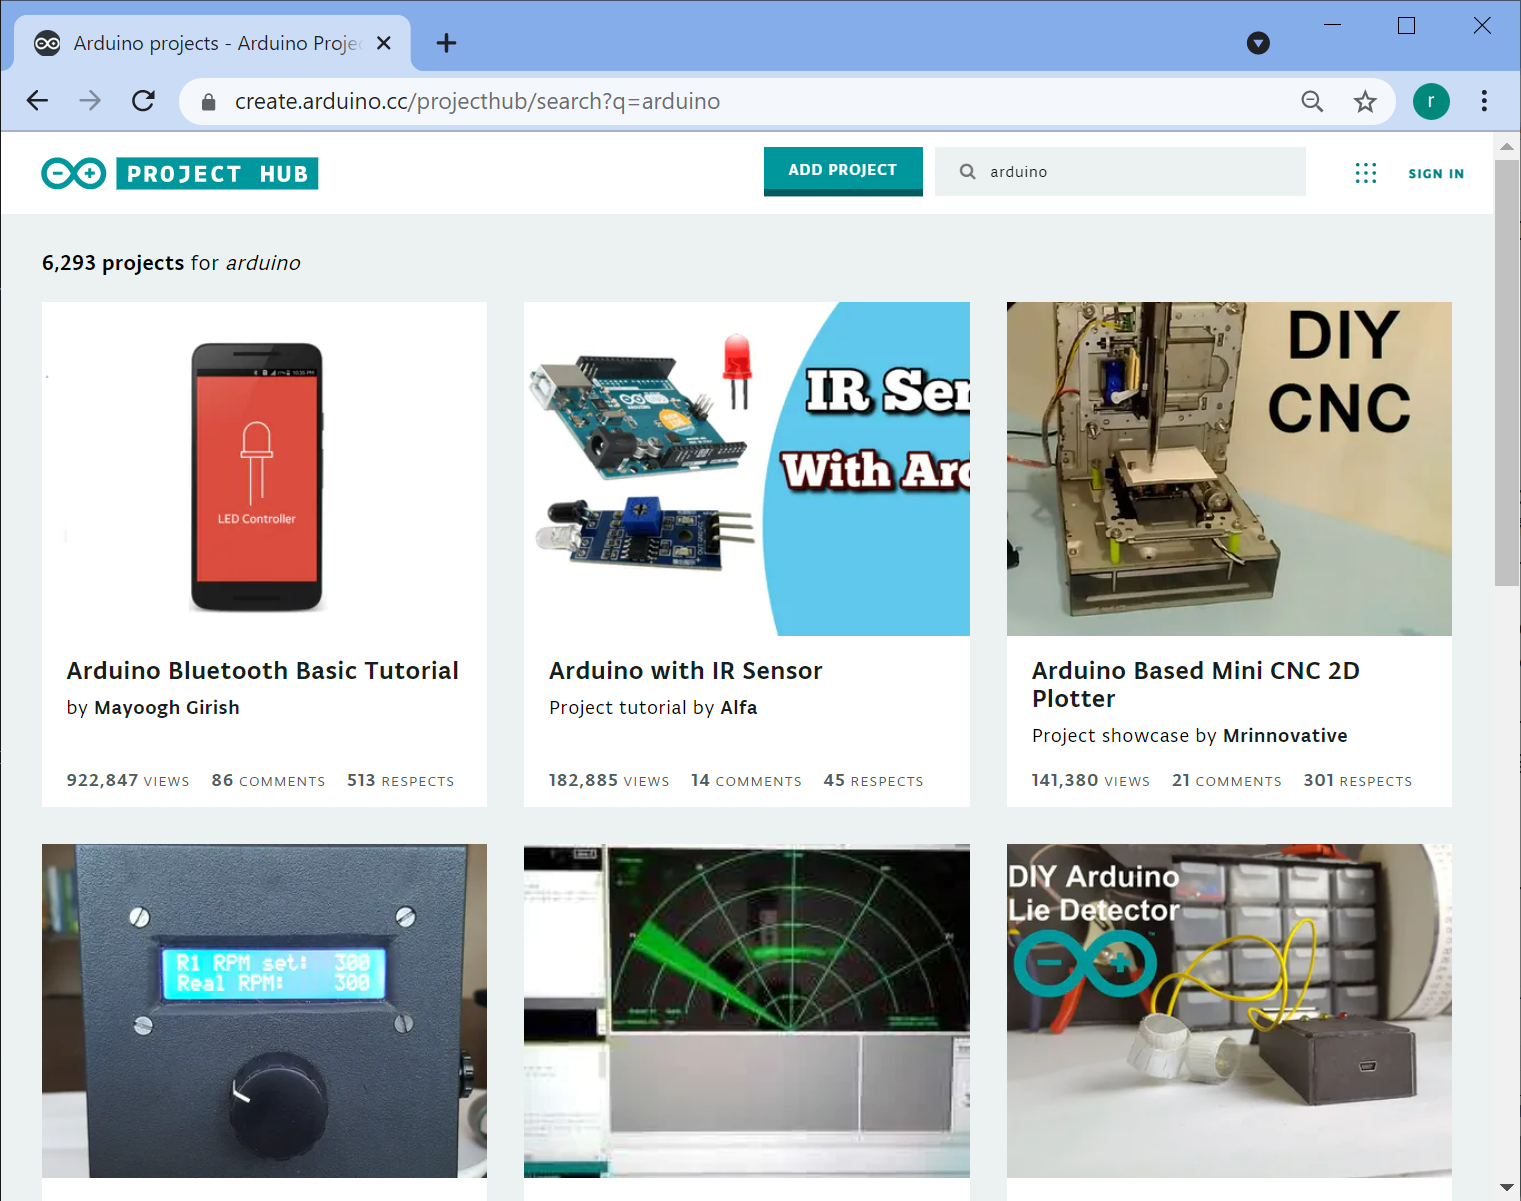 Arduino projects - Arduino Proje
create.arduino.cc/projecthub/search?q=arduino
r
PROJECT HUB
ADD PROJECT
arduino
SIGN IN
6,293 projects for arduino
LED Controller
IR Sen
With Ard
DIY
CNC
Arduino Bluetooth Basic Tutorial
by Mayoogh Girish
922,847 VIEWS 86 COMMENTS 513 RESPECTS
Arduino with IR Sensor
Project tutorial by Alfa
182,885 VIEWS 14 COMMENTS 45 RESPECTS
Arduino Based Mini CNC 2D
Plotter
Project showcase by Mrinnovative
141,380 VIEWS 21 COMMENTS 301 RESPECTS
R1 RPM set: 300
Real RPM: 300
DIY Arduino
Lie Detector